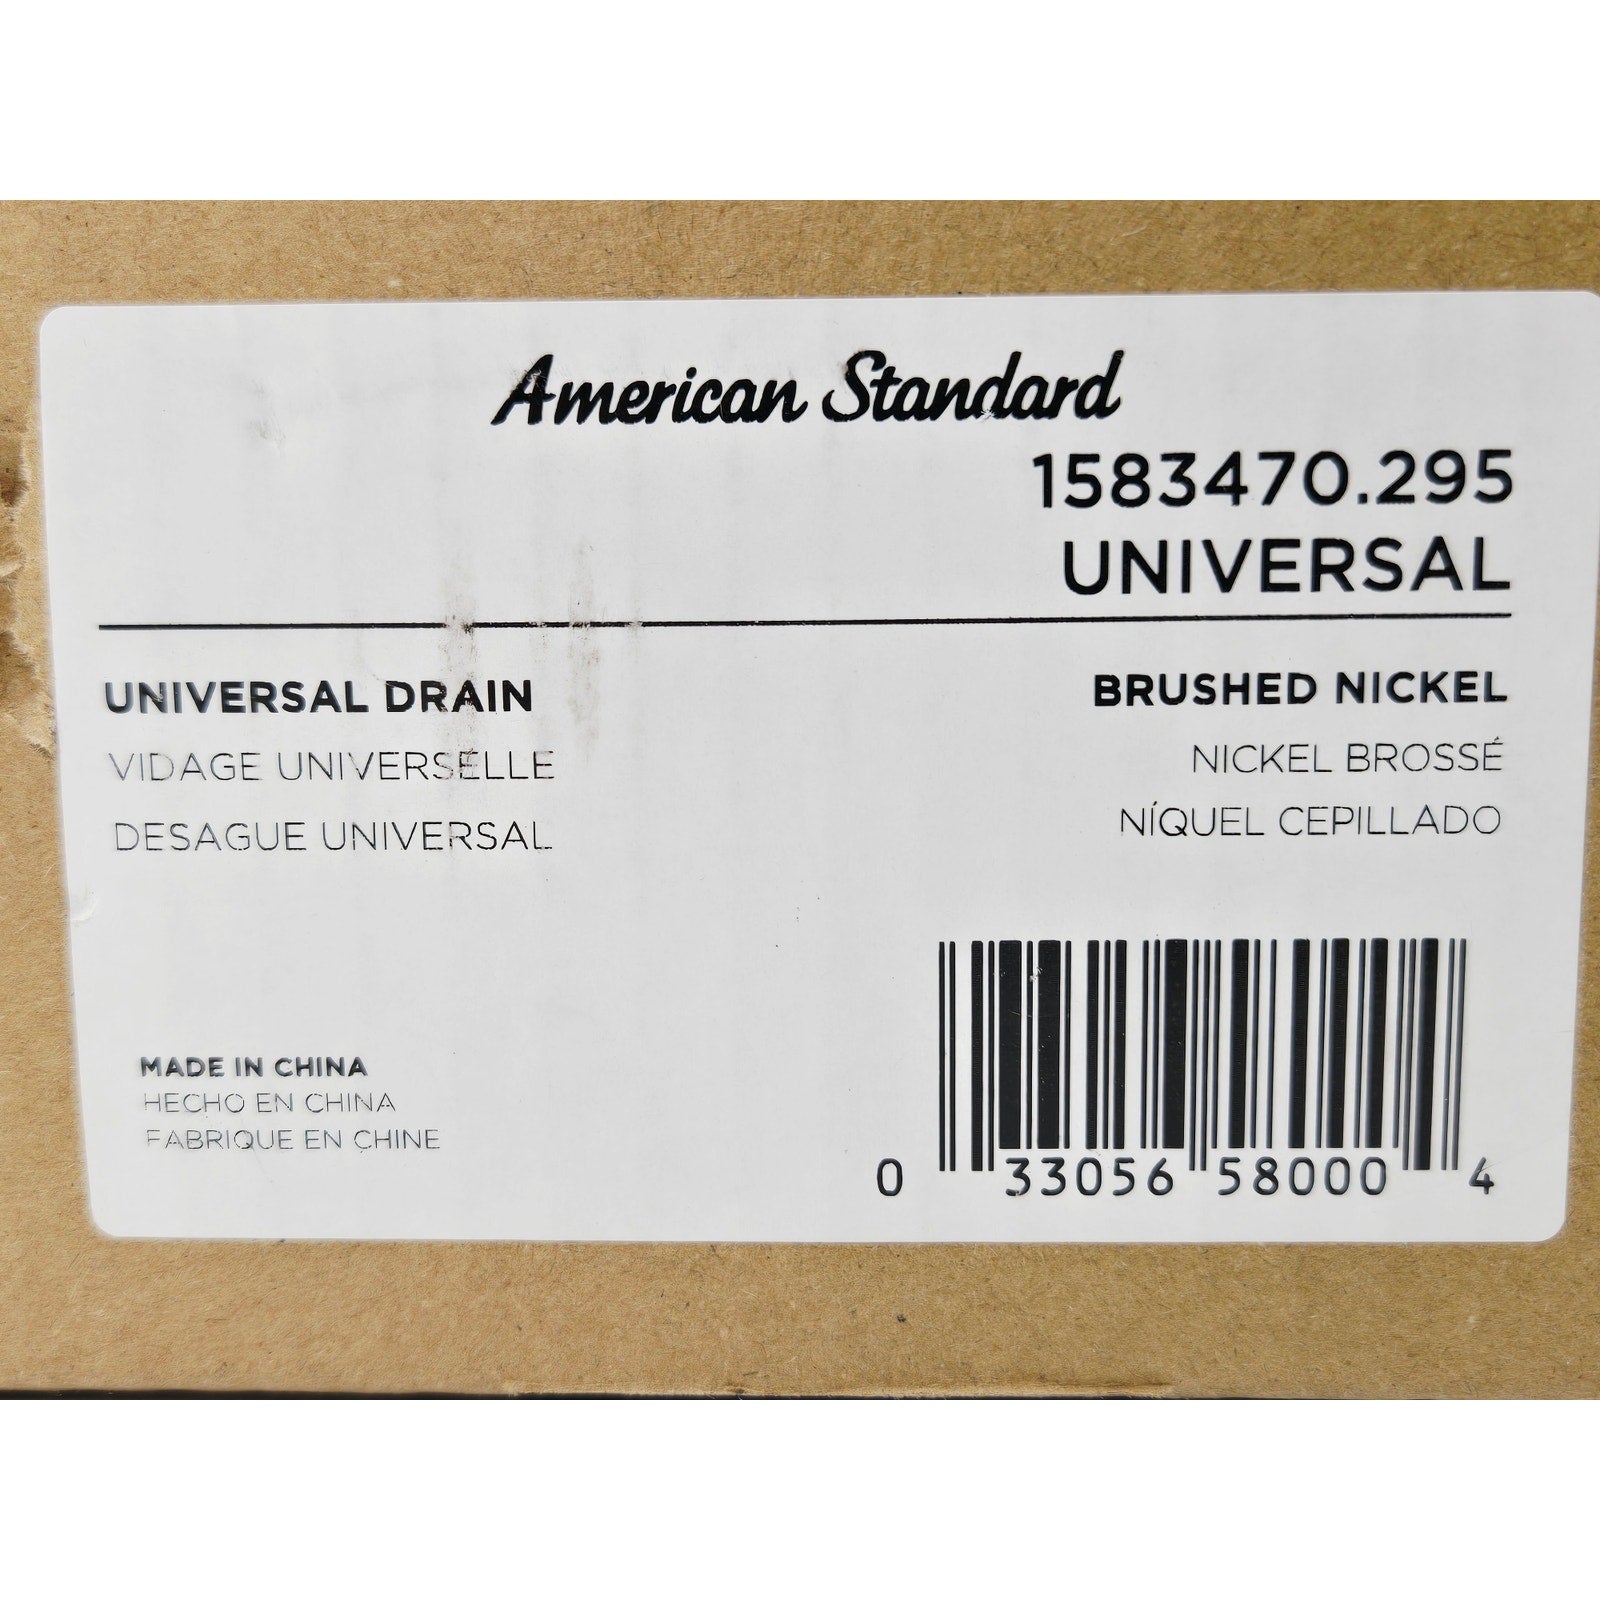 American Standard
1583470.295
UNIVERSAL
UNIVERSAL DRAIN
VIDAGE UNIVERSELLE
DESAGUE UNIVERSAL
BRUSHED NICKEL
NICKEL BROSSÉ
NÍQUEL CEPILLADO
MADE IN CHINA
HECHO EN CHINA
FABRIQUE EN CHINE
0 33056 58000 4